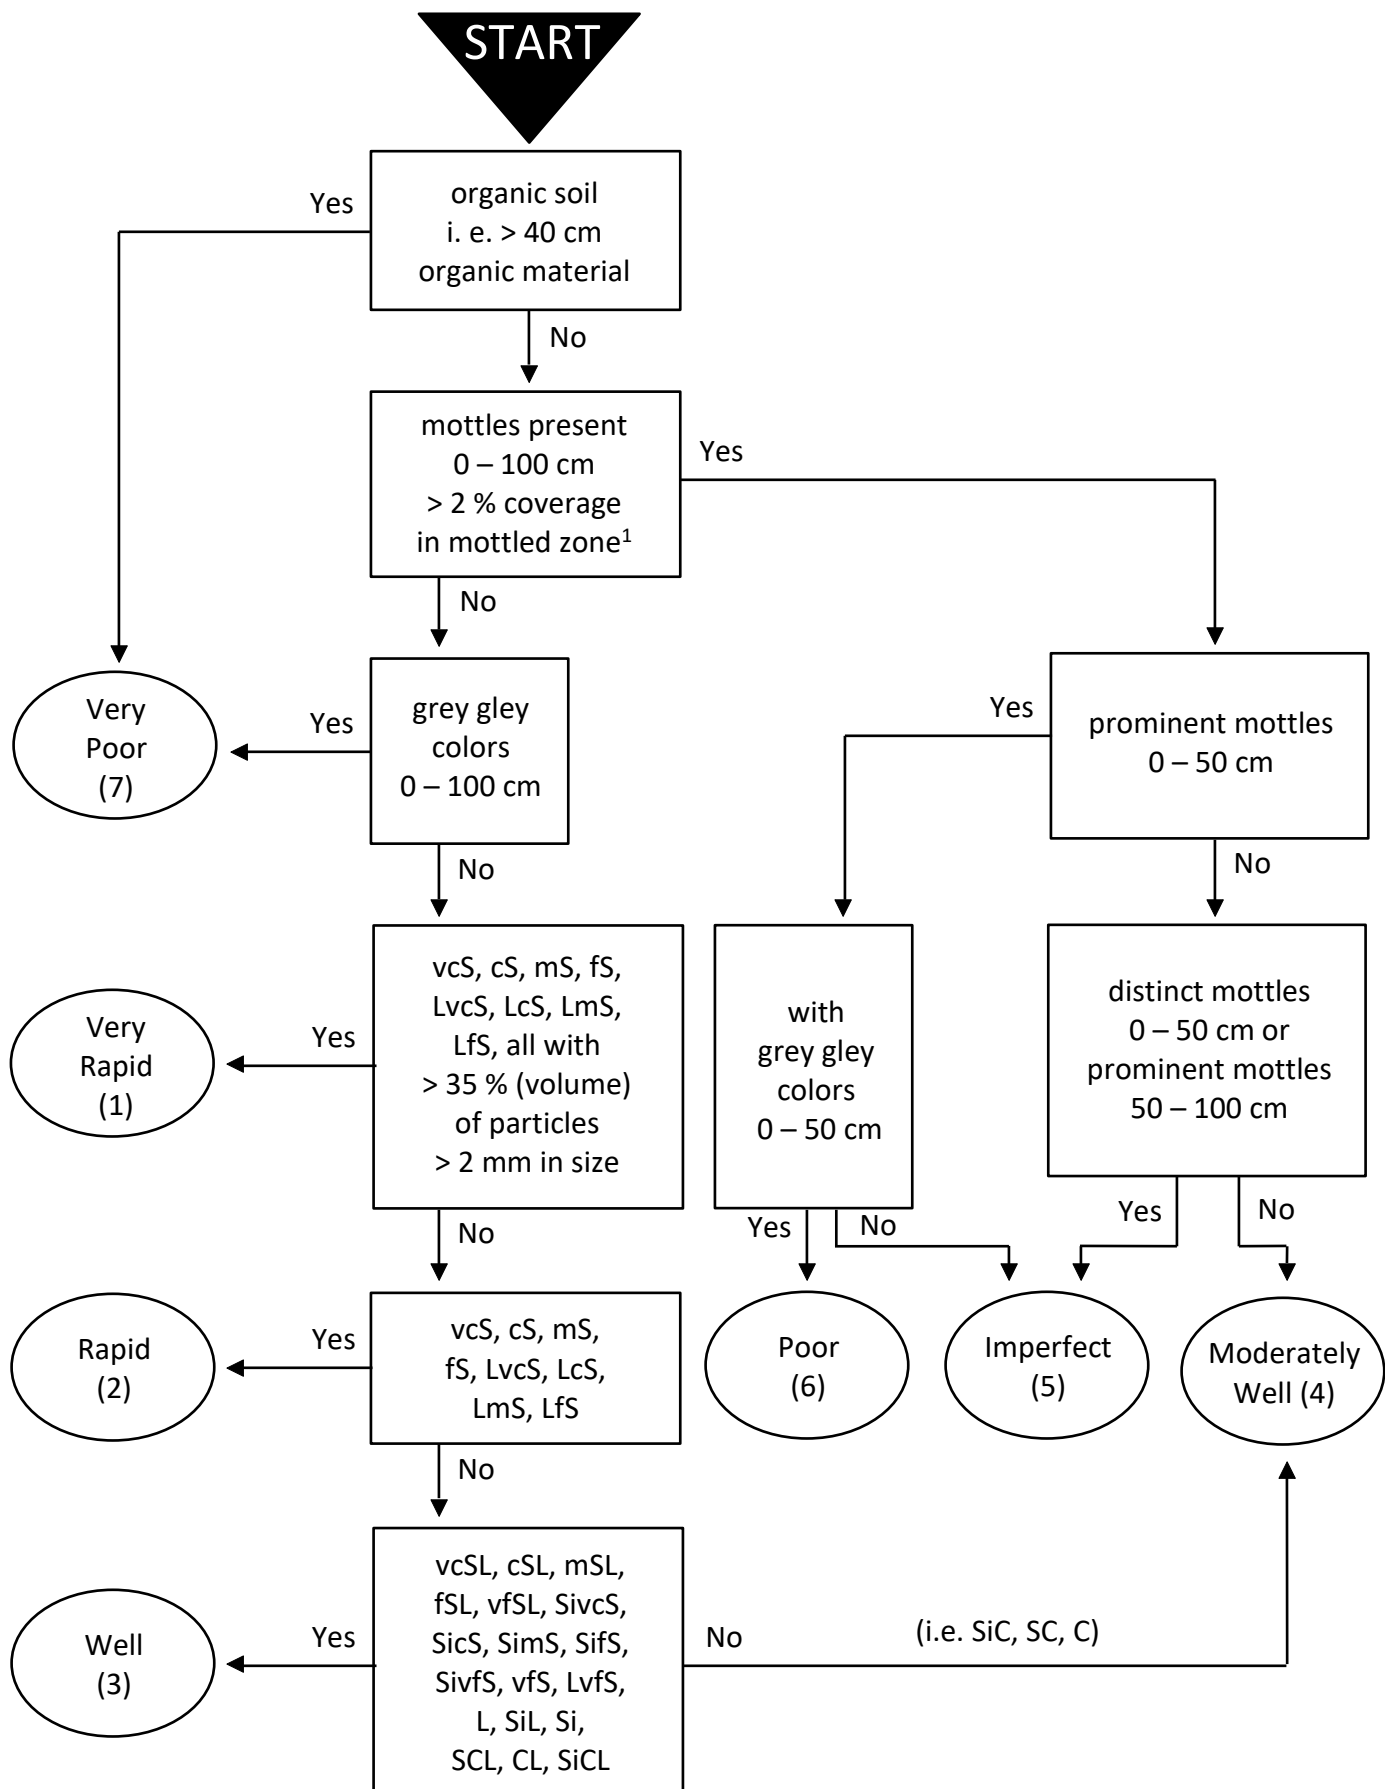 START
Yes
organic soil
i. e. > 40 cm
organic material
No
mottles present
0 – 100 cm
> 2 % coverage
in mottled zone¹
Yes
No
Very
Poor
(7)
Yes
grey gley
colors
0 – 100 cm
Yes
prominent mottles
0 – 50 cm
No
No
Very
Rapid
(1)
Yes
vcS, cS, mS, fS,
LvcS, LcS, LmS,
LfS, all with
> 35 % (volume)
of particles
> 2 mm in size
with
grey gley
colors
0 – 50 cm
distinct mottles
0 – 50 cm or
prominent mottles
50 – 100 cm
No
Yes
No
Yes
No
Rapid
(2)
Yes
vcS, cS, mS,
fS, LvcS, LcS,
LmS, LfS
Poor
(6)
Imperfect
(5)
Moderately
Well (4)
No
Well
(3)
Yes
vcSL, cSL, mSL,
fSL, vfSL, SivcS,
SicS, SimS, SifS,
SivfS, vfS, LvfS,
L, SiL, Si,
SCL, CL, SiCL
No
(i.e. SiC, SC, C)